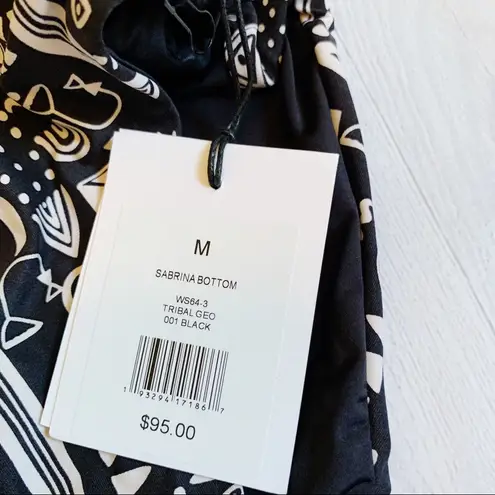 M
SABRINA BOTTOM
WS64-3
TRIBAL GEO
001 BLACK
1 93294 17186 7
$95.00